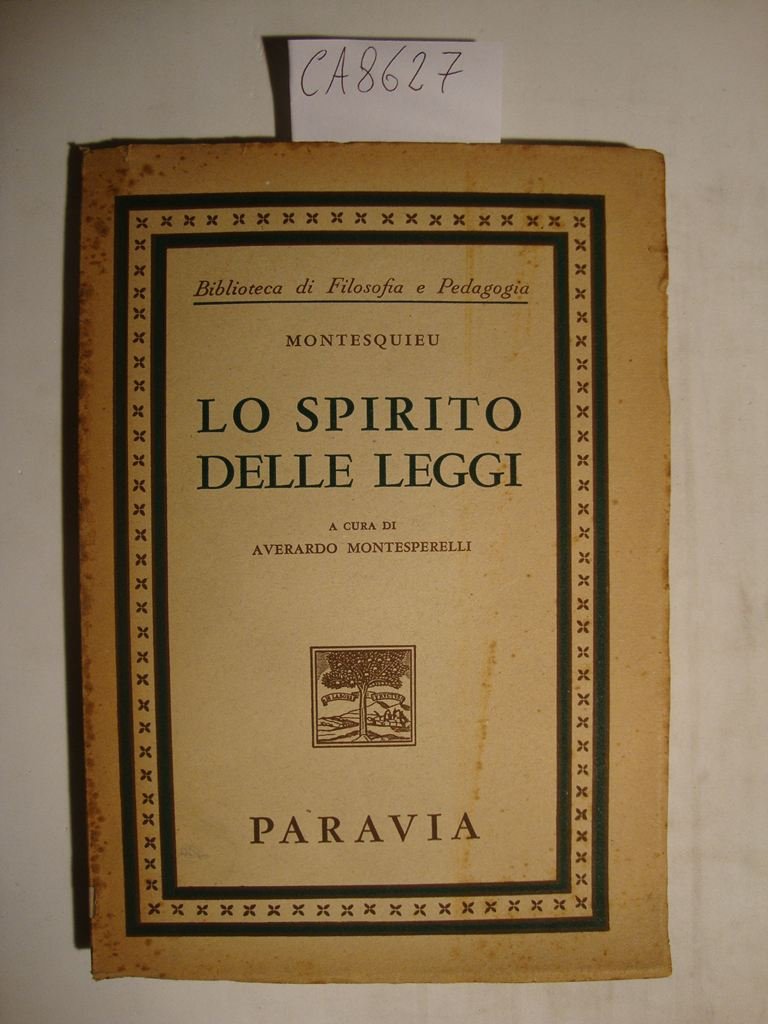 CA8627
Biblioteca di Filosofia e Pedagogia
MONTESQUIEU
LO SPIRITO
DELLE LEGGI
A CURA DI
AVERARDO MONTESPERELLI
PARAVIA